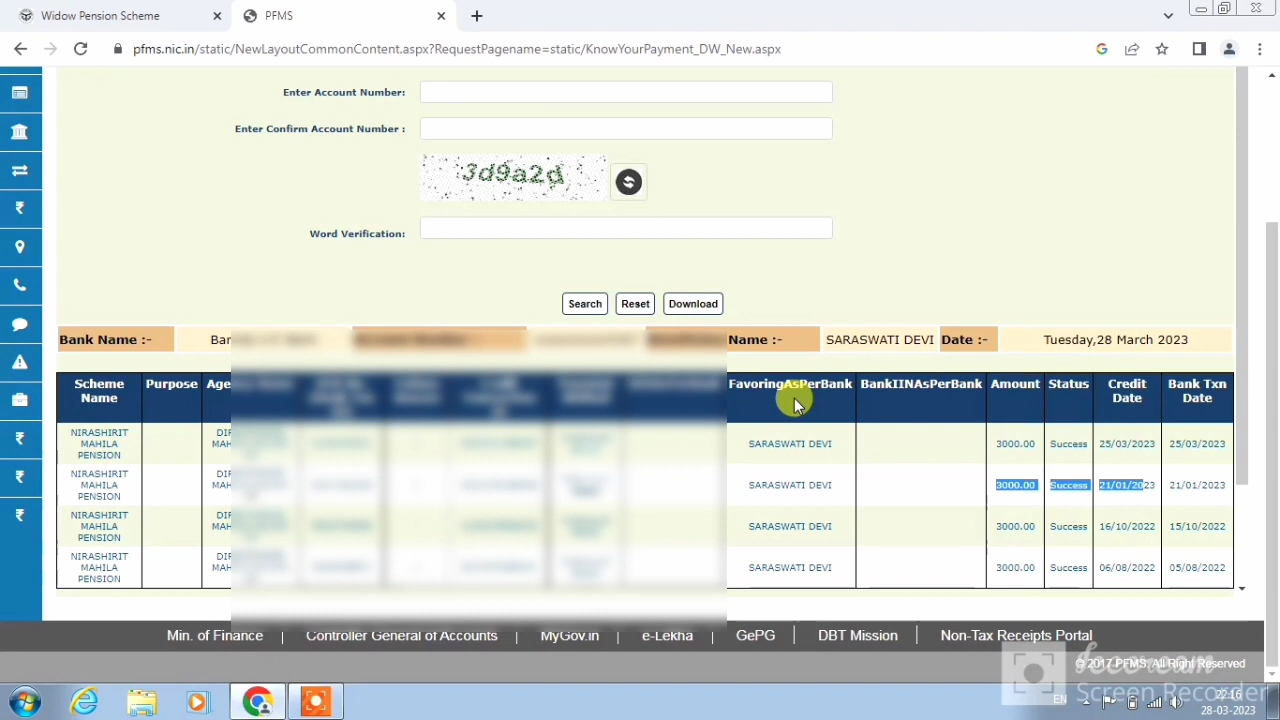 Widow Pension Scheme
PFMS
pfms.nic.in/static/NewLayoutCommonContent.aspx?RequestPagename=static/KnowYourPayment_DW_New.aspx
Enter Account Number:
Enter Confirm Account Number :
3d9a2d
Word Verification:
Search Reset Download
Bank Name :- Name :- SARASWATI DEVI Date :- Tuesday,28 March 2023
Scheme Name Purpose FavoringAsPerBank BankIINAsPerBank Amount Status Credit Date Bank Txn Date
NIRASHIRIT MAHILA PENSION SARASWATI DEVI 3000.00 Success 25/03/2023 25/03/2023
NIRASHIRIT MAHILA PENSION SARASWATI DEVI 3000.00 Success 21/01/2023 21/01/2023
NIRASHIRIT MAHILA PENSION SARASWATI DEVI 3000.00 Success 16/10/2022 15/10/2022
NIRASHIRIT MAHILA PENSION SARASWATI DEVI 3000.00 Success 06/08/2022 05/08/2022
Min. of Finance | Controller General of Accounts | MyGov.in | e-Lekha | GePG | DBT Mission | Non-Tax Receipts Portal
© 2017 PFMS, All Right Reserved
Screen Recorder
EN
22:16
28-03-2023